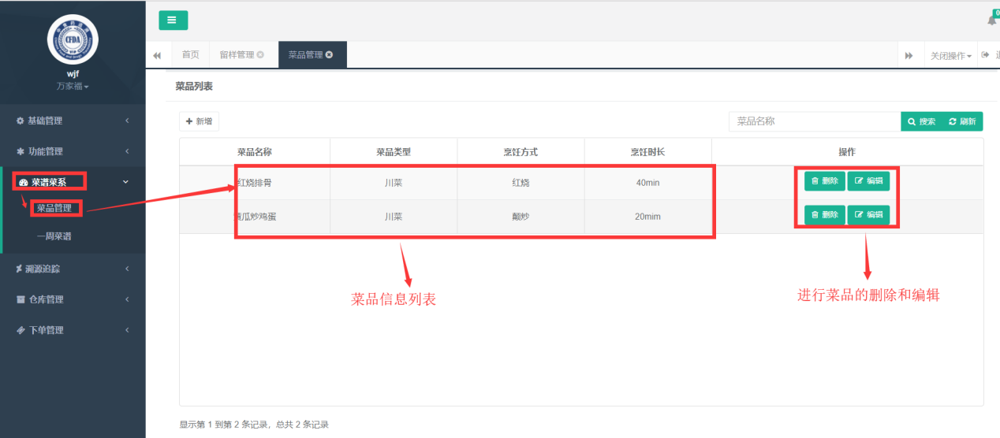 CFDA
wjf
万家福
基础管理
功能管理
菜谱菜系
菜品管理
一周菜谱
溯源追踪
仓库管理
下单管理
0
首页
留样管理
菜品管理
关闭操作
菜品列表
新增
菜品名称
搜索
刷新
菜品名称 菜品类型 烹饪方式 烹饪时长 操作
红烧排骨 川菜 红烧 40min 删除 编辑
黄瓜炒鸡蛋 川菜 颠炒 20mim 删除 编辑
菜品信息列表
进行菜品的删除和编辑
显示第 1 到第 2 条记录，总共 2 条记录